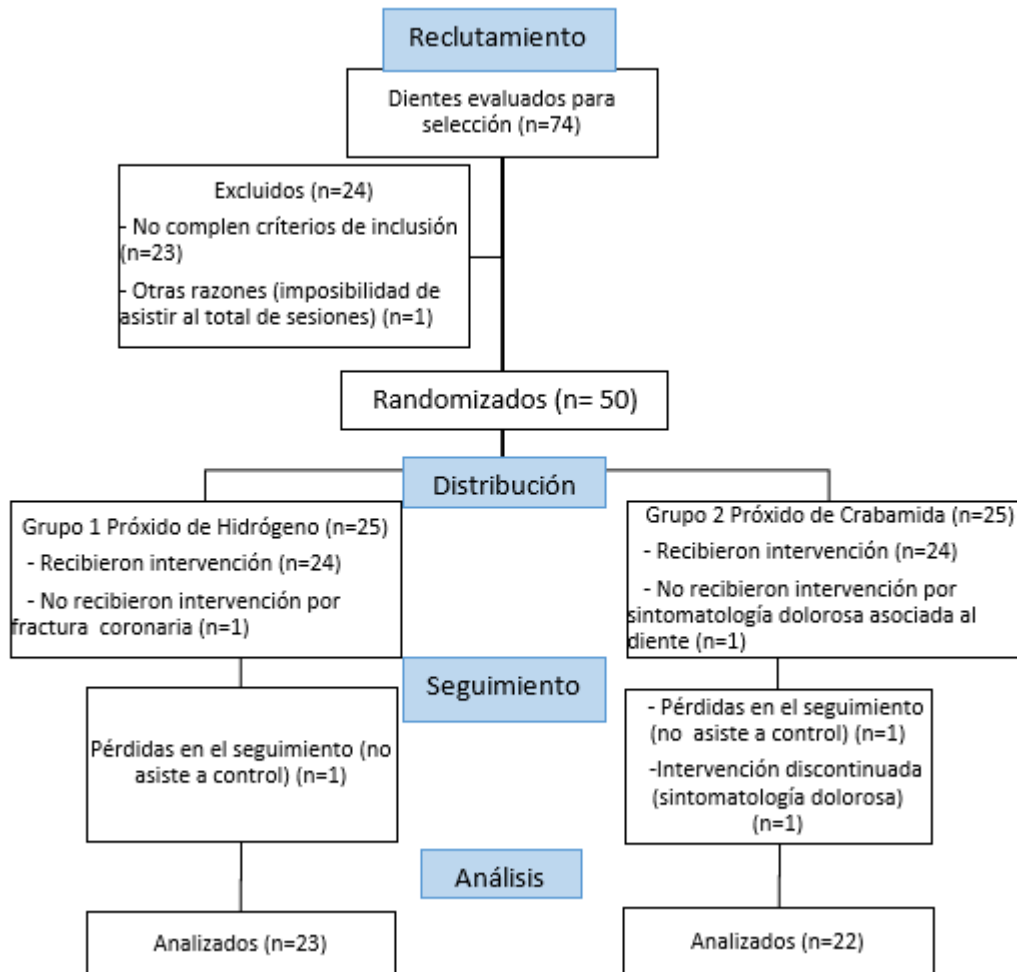 Reclutamiento
Dientes evaluados para
selección (n=74)
Excluidos (n=24)
- No complen critérios de inclusión
(n=23)
- Otras razones (imposibilidad de
asistir al total de sesiones) (n=1)
Randomizados (n= 50)
Distribución
Grupo 1 Próxido de Hidrógeno (n=25)
- Recibieron intervención (n=24)
- No recibieron intervención por
fractura coronaria (n=1)
Grupo 2 Próxido de Crabamida (n=25)
- Recibieron intervención (n=24)
- No recibieron intervención por
sintomatología dolorosa asociada al
diente (n=1)
Seguimiento
Pérdidas en el seguimiento (no
asiste a control) (n=1)
- Pérdidas en el seguimiento
(no asiste a control) (n=1)
-Intervención discontinuada
(sintomatología dolorosa)
(n=1)
Análisis
Analizados (n=23)
Analizados (n=22)